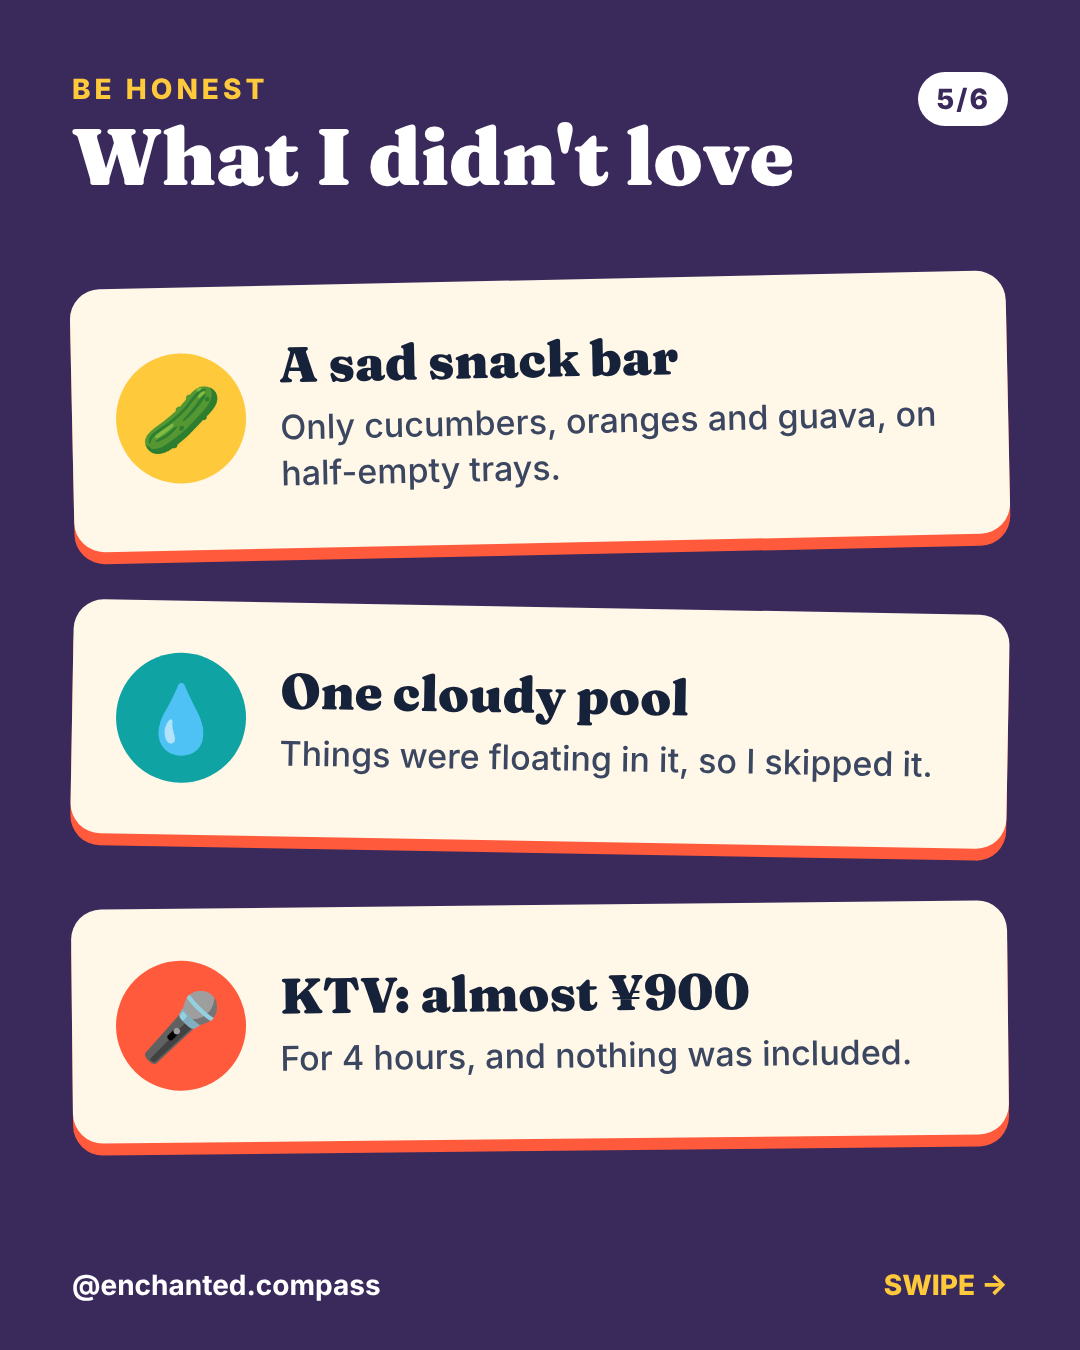 BE HONEST
5/6
What I didn't love
A sad snack bar
Only cucumbers, oranges and guava, on
half-empty trays.
One cloudy pool
Things were floating in it, so I skipped it.
KTV: almost ¥900
For 4 hours, and nothing was included.
@enchanted.compass
SWIPE →